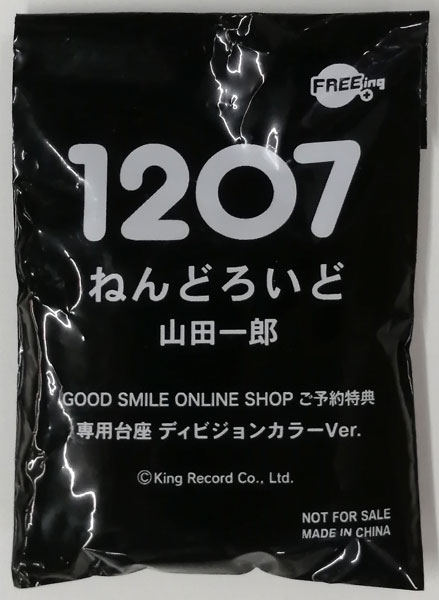 FREEing
1207
ねんどろいど
山田一郎
GOOD SMILE ONLINE SHOP ご予約特典
専用台座 ディビジョンカラーVer.
©King Record Co., Ltd.
NOT FOR SALE
MADE IN CHINA